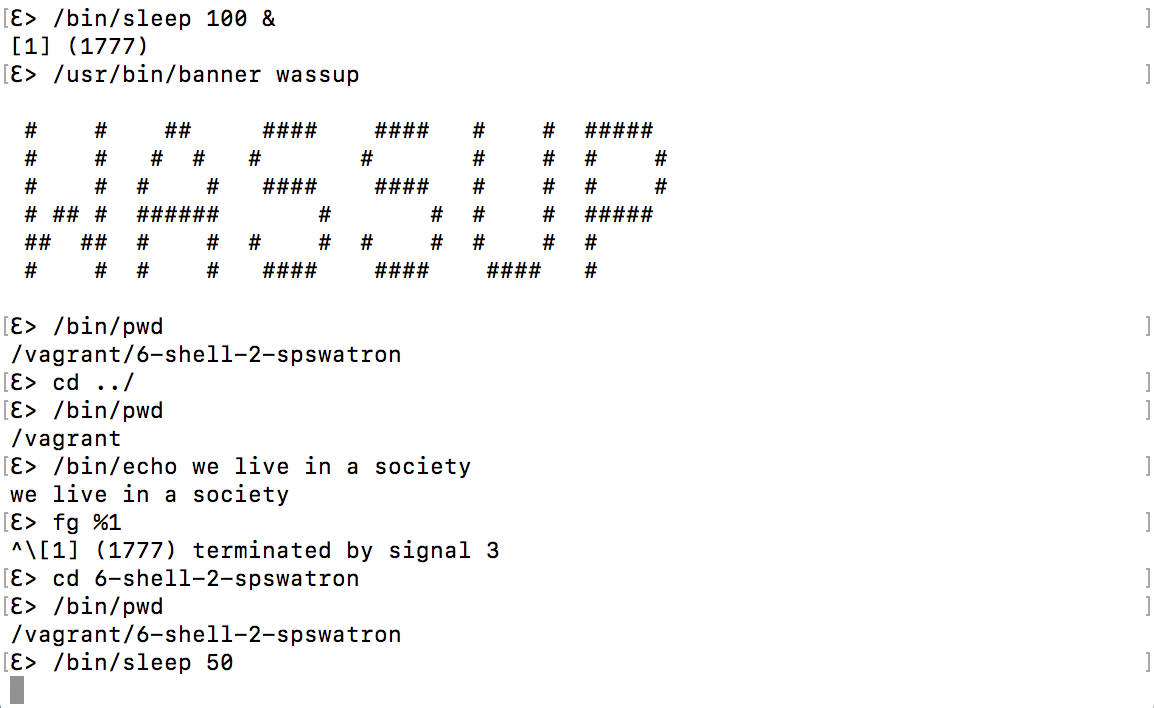 [Ɛ> /bin/sleep 100 & ]
[1] (1777)
[Ɛ> /usr/bin/banner wassup ]

 #    #    ##     ####    ####   #    #  #####
 #    #   #  #   #       #       #    #  #    #
 #    #  #    #   ####    ####   #    #  #    #
 # ## #  ######       #       #  #    #  #####
 ##  ##  #    #  #    #  #    #  #    #  #
 #    #  #    #   ####    ####    ####   #

[Ɛ> /bin/pwd ]
/vagrant/6-shell-2-spswatron
[Ɛ> cd ../ ]
[Ɛ> /bin/pwd ]
/vagrant
[Ɛ> /bin/echo we live in a society ]
we live in a society
[Ɛ> fg %1 ]
^\[1] (1777) terminated by signal 3
[Ɛ> cd 6-shell-2-spswatron ]
[Ɛ> /bin/pwd ]
/vagrant/6-shell-2-spswatron
[Ɛ> /bin/sleep 50 ]